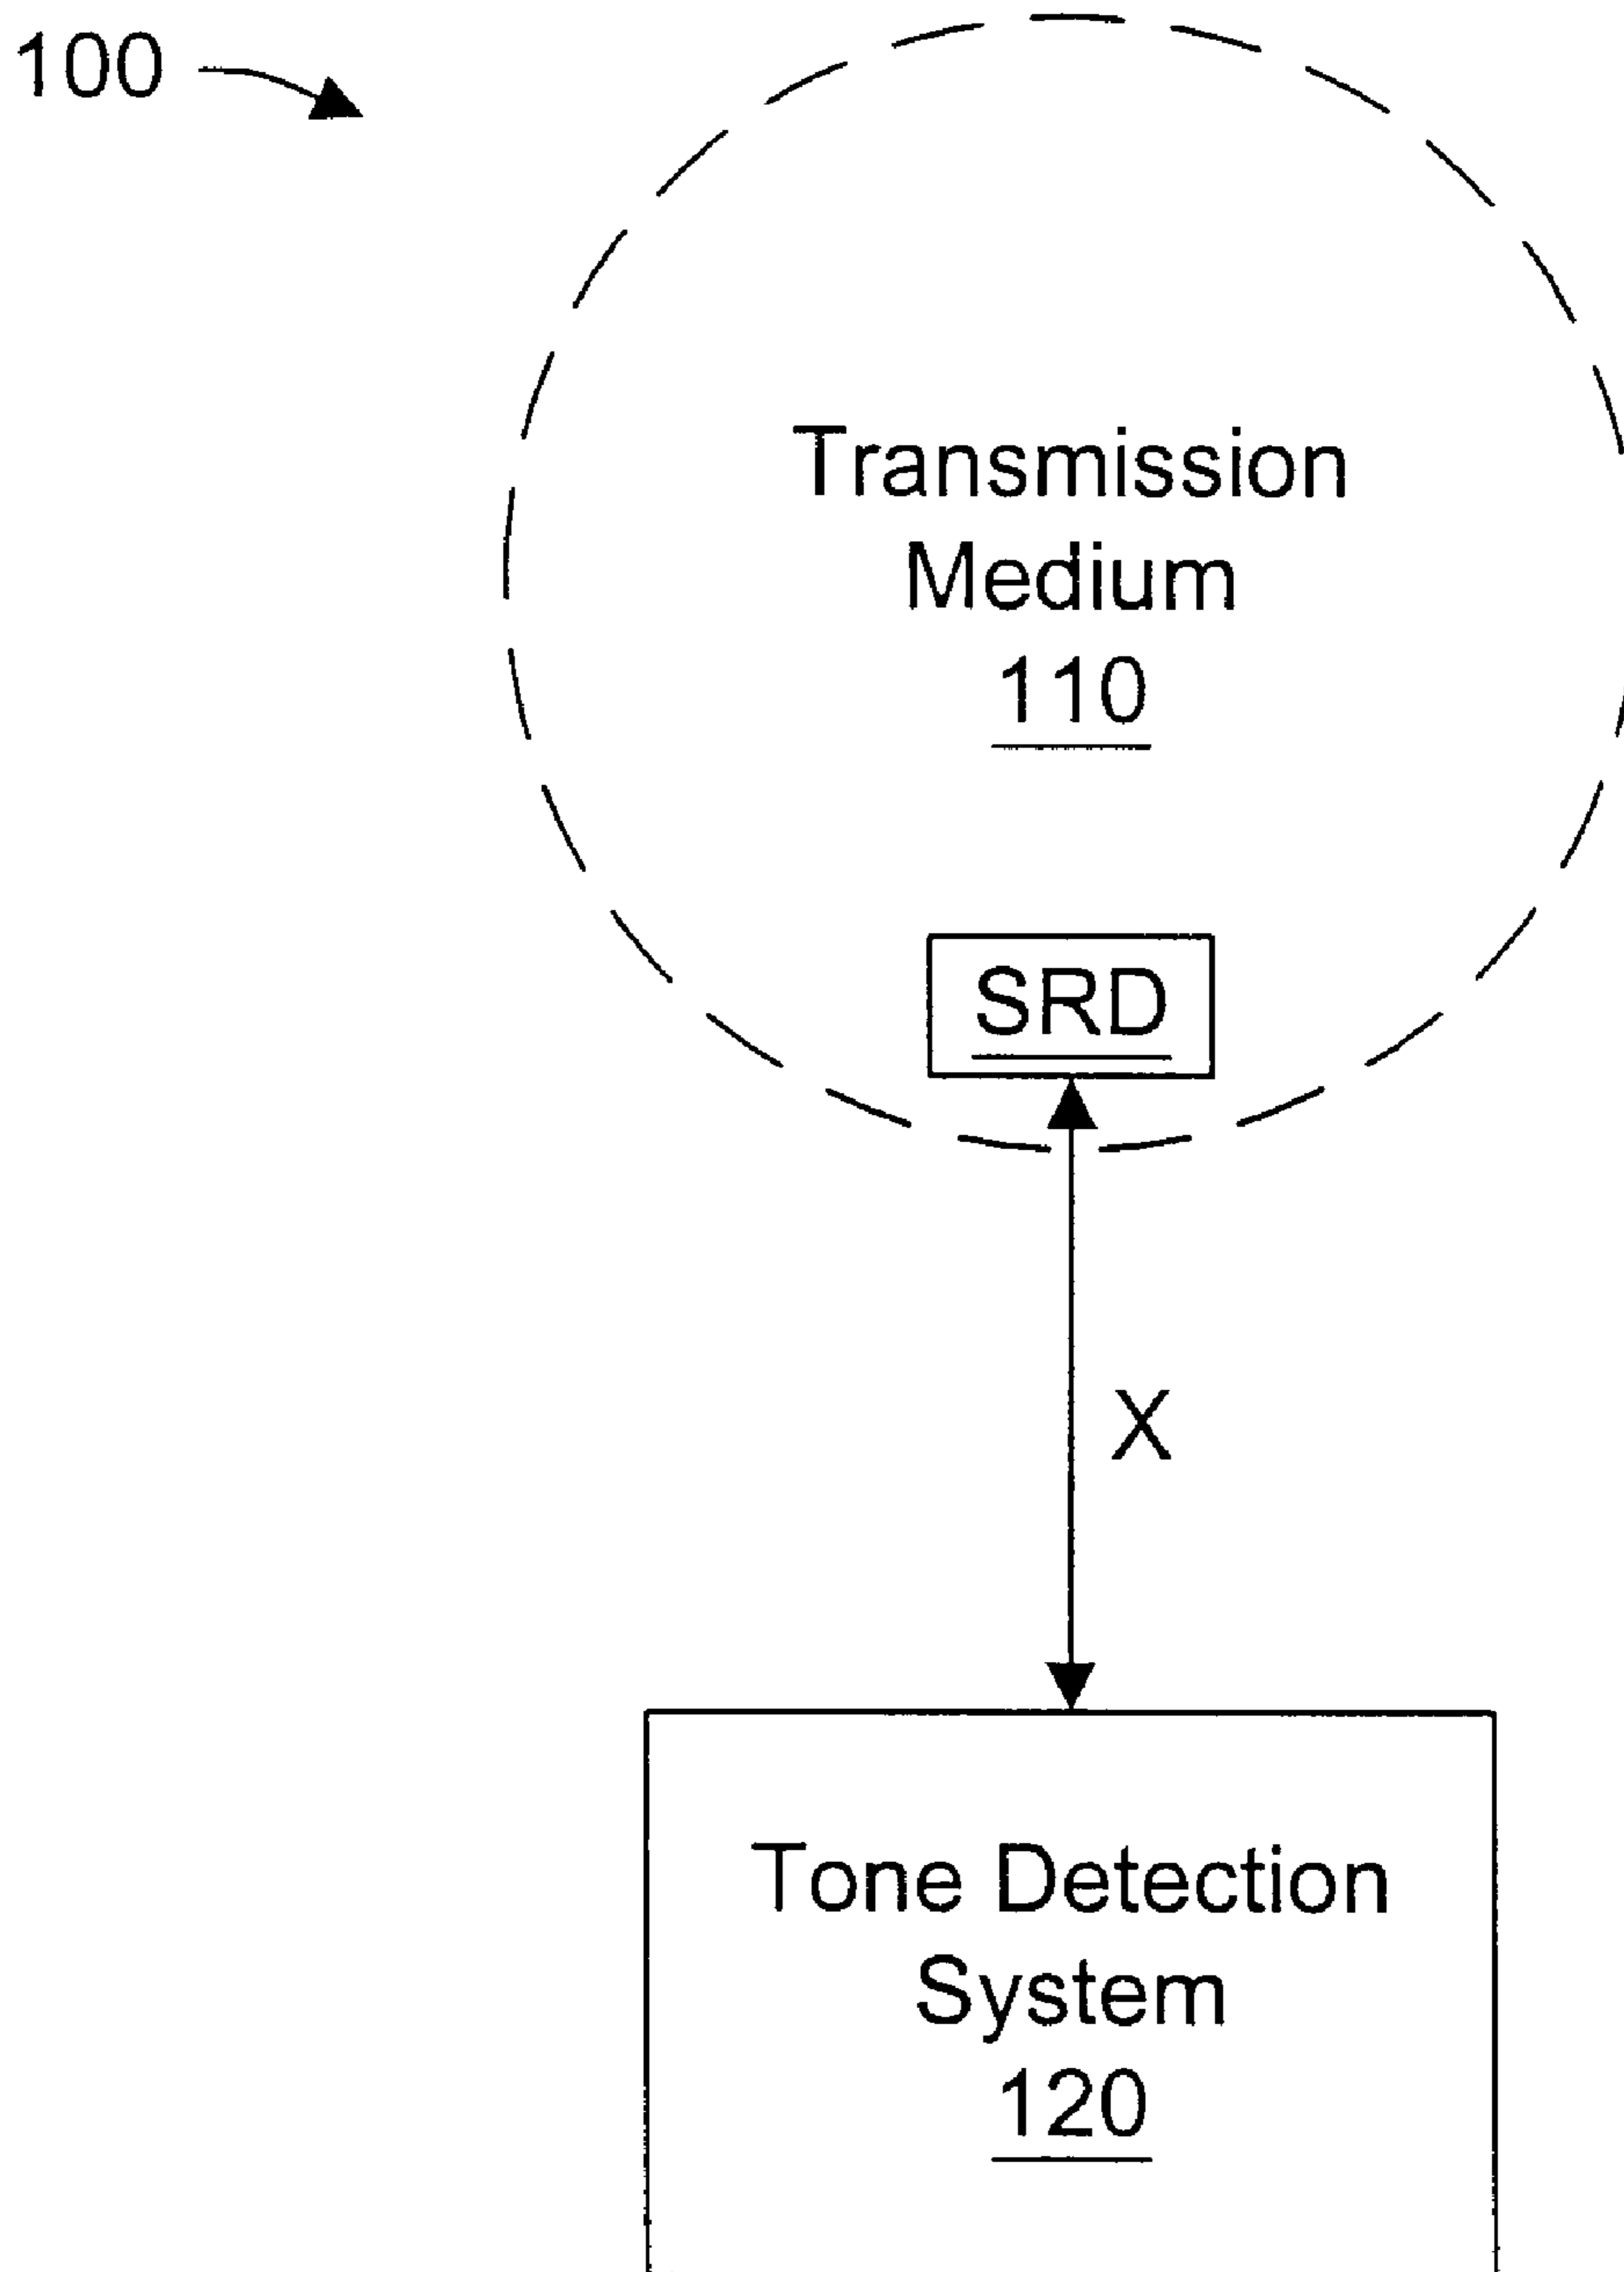 100
Transmission
Medium
110
SRD
X
Tone Detection
System
120